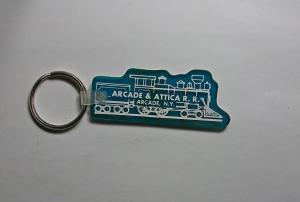 ARCADE & ATTICA R. R.
ARCADE, N.Y.